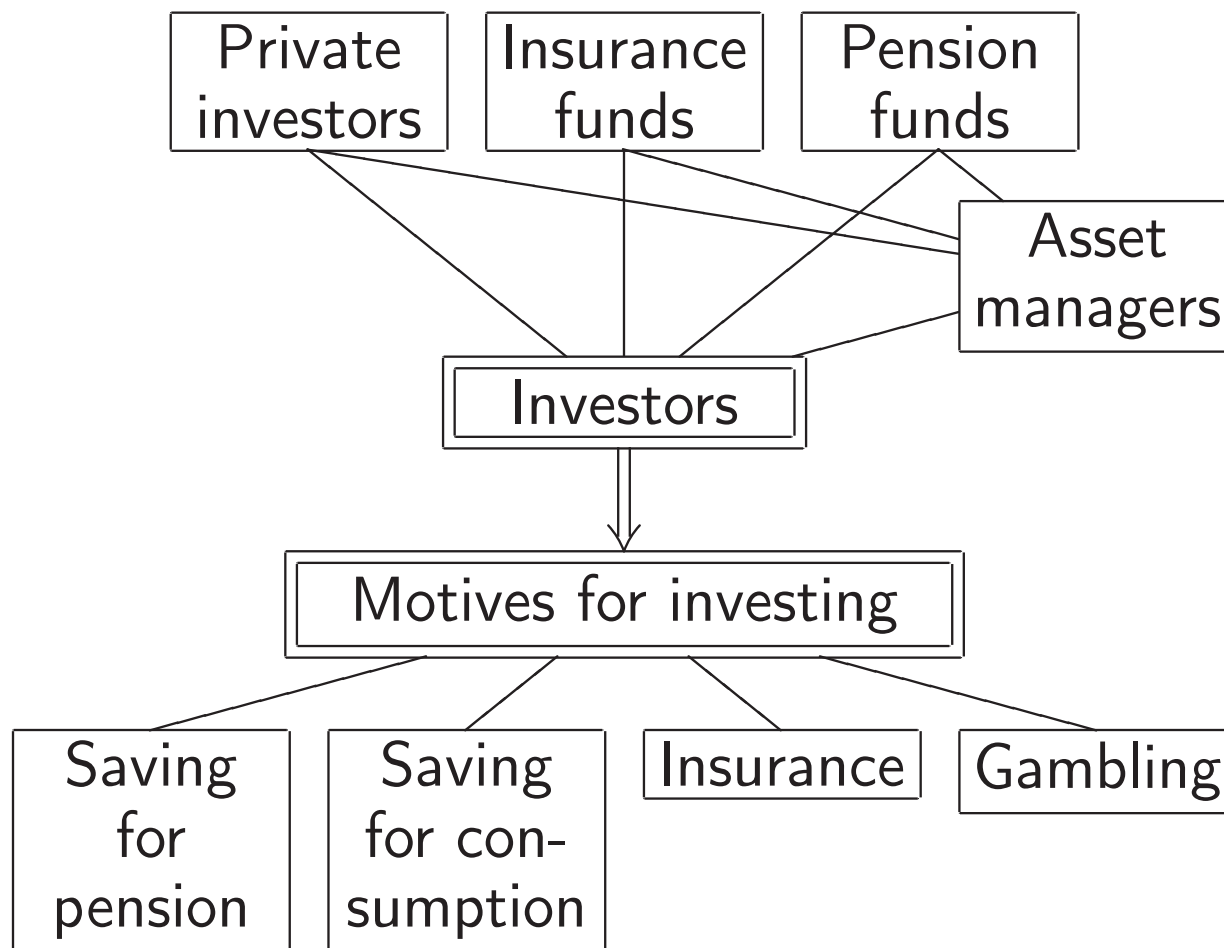 Private
investors
Insurance
funds
Pension
funds
Asset
managers
Investors
Motives for investing
Saving
for
pension
Saving
for con-
sumption
Insurance
Gambling